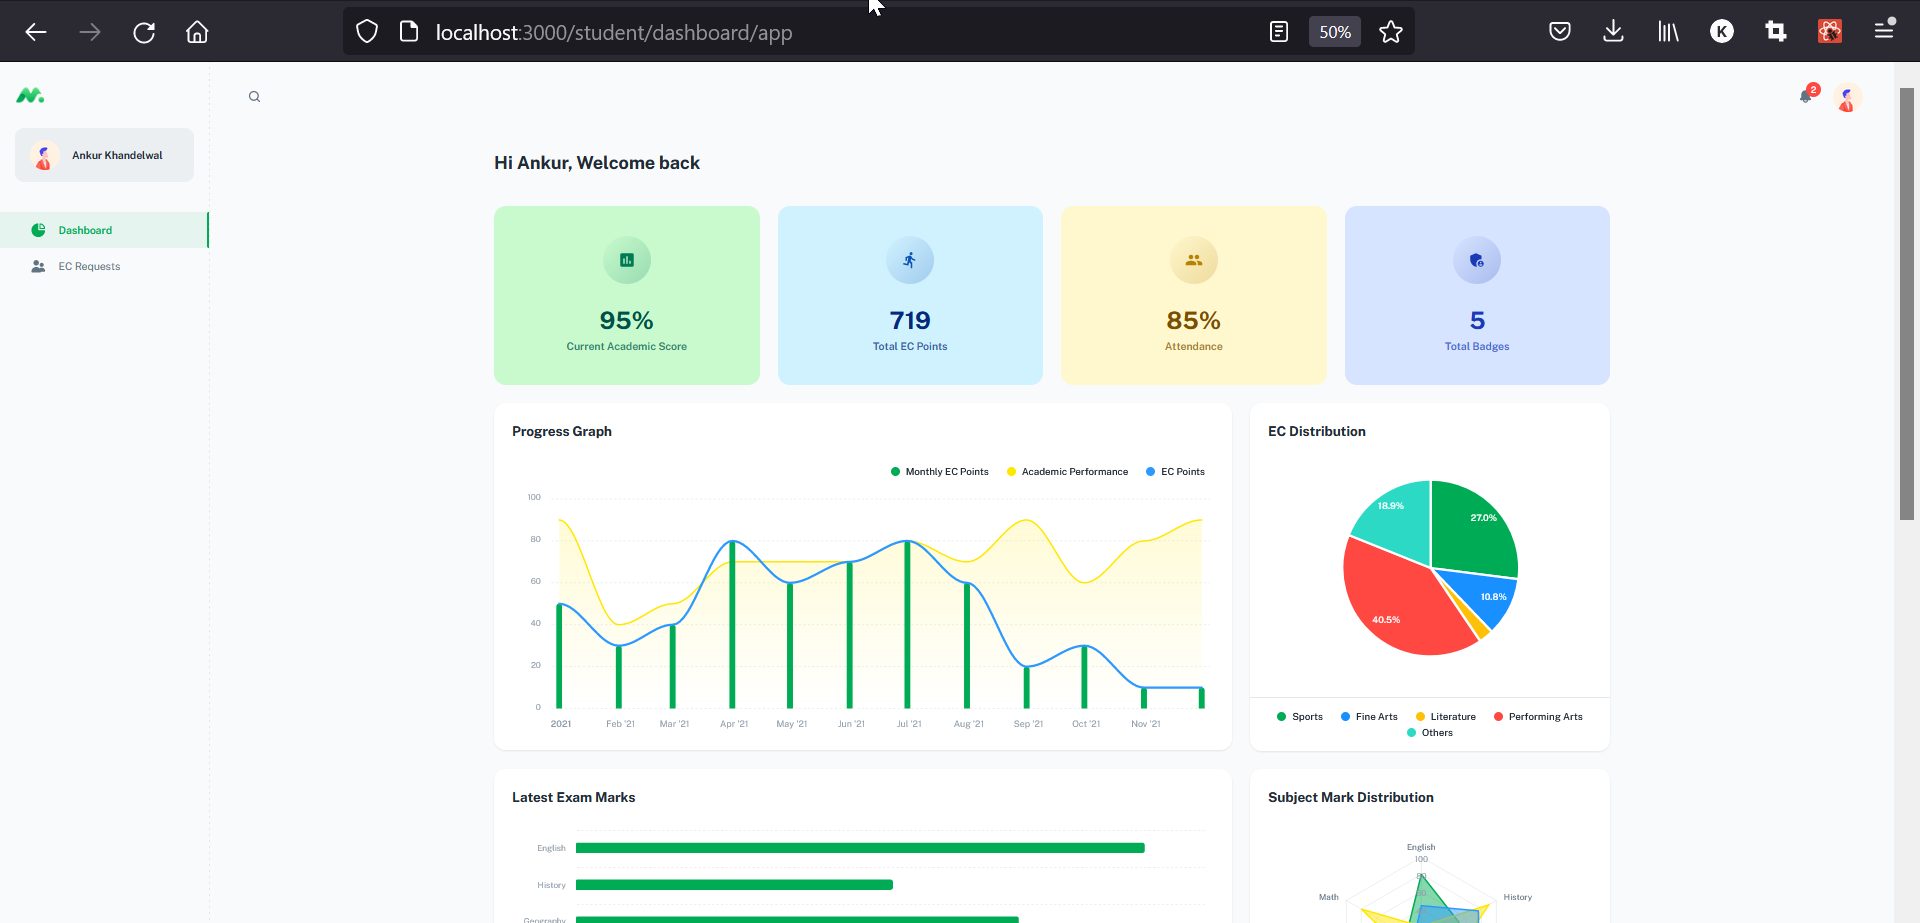 localhost:3000/student/dashboard/app
50%
K
2
Ankur Khandelwal
Dashboard
EC Requests
Hi Ankur, Welcome back
95%
Current Academic Score
719
Total EC Points
85%
Attendance
5
Total Badges
Progress Graph
Monthly EC Points
Academic Performance
EC Points
100
80
60
40
20
0
2021
Feb '21
Mar '21
Apr '21
May '21
Jun '21
Jul '21
Aug '21
Sep '21
Oct '21
Nov '21
EC Distribution
18.9%
27.0%
10.8%
40.5%
Sports
Fine Arts
Literature
Performing Arts
Others
Latest Exam Marks
English
History
Geography
Subject Mark Distribution
English
100
80
60
Math
History